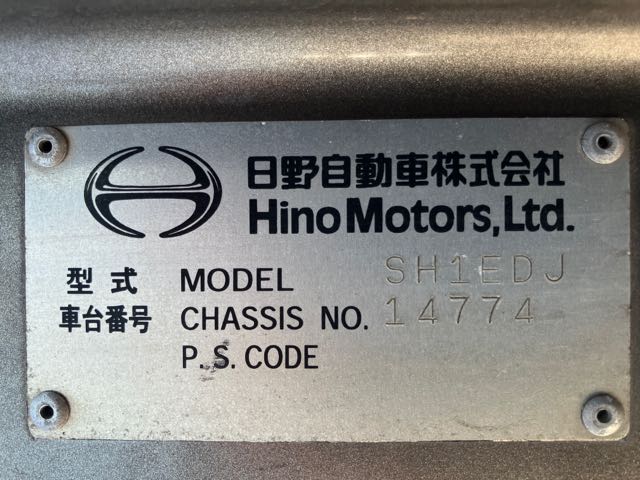 日野自動車株式会社
Hino Motors, Ltd.
型式 MODEL SH1EDJ
車台番号 CHASSIS NO. 14774
P.S.CODE